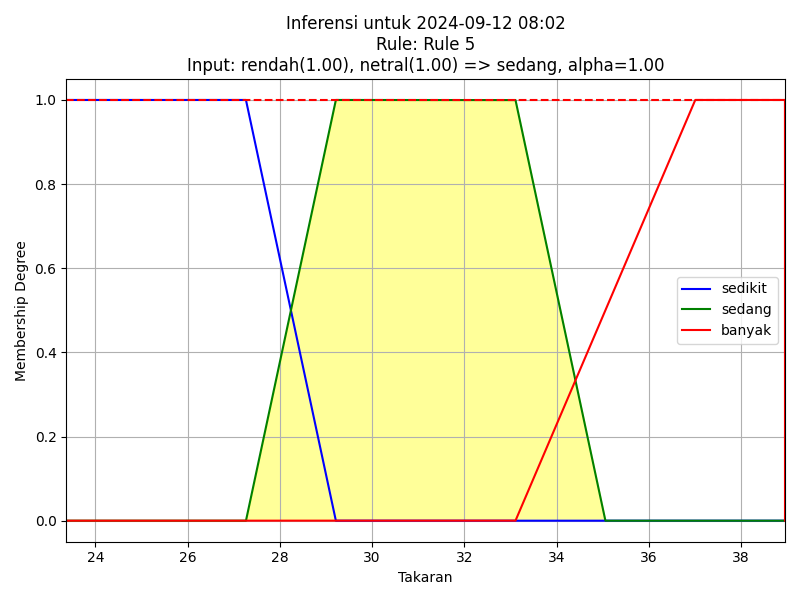 Inferensi untuk 2024-09-12 08:02
Rule: Rule 5
Input: rendah(1.00), netral(1.00) => sedang, alpha=1.00
1.0
0.8
0.6
0.4
0.2
0.0
Membership Degree
sedikit
sedang
banyak
24 26 28 30 32 34 36 38
Takaran